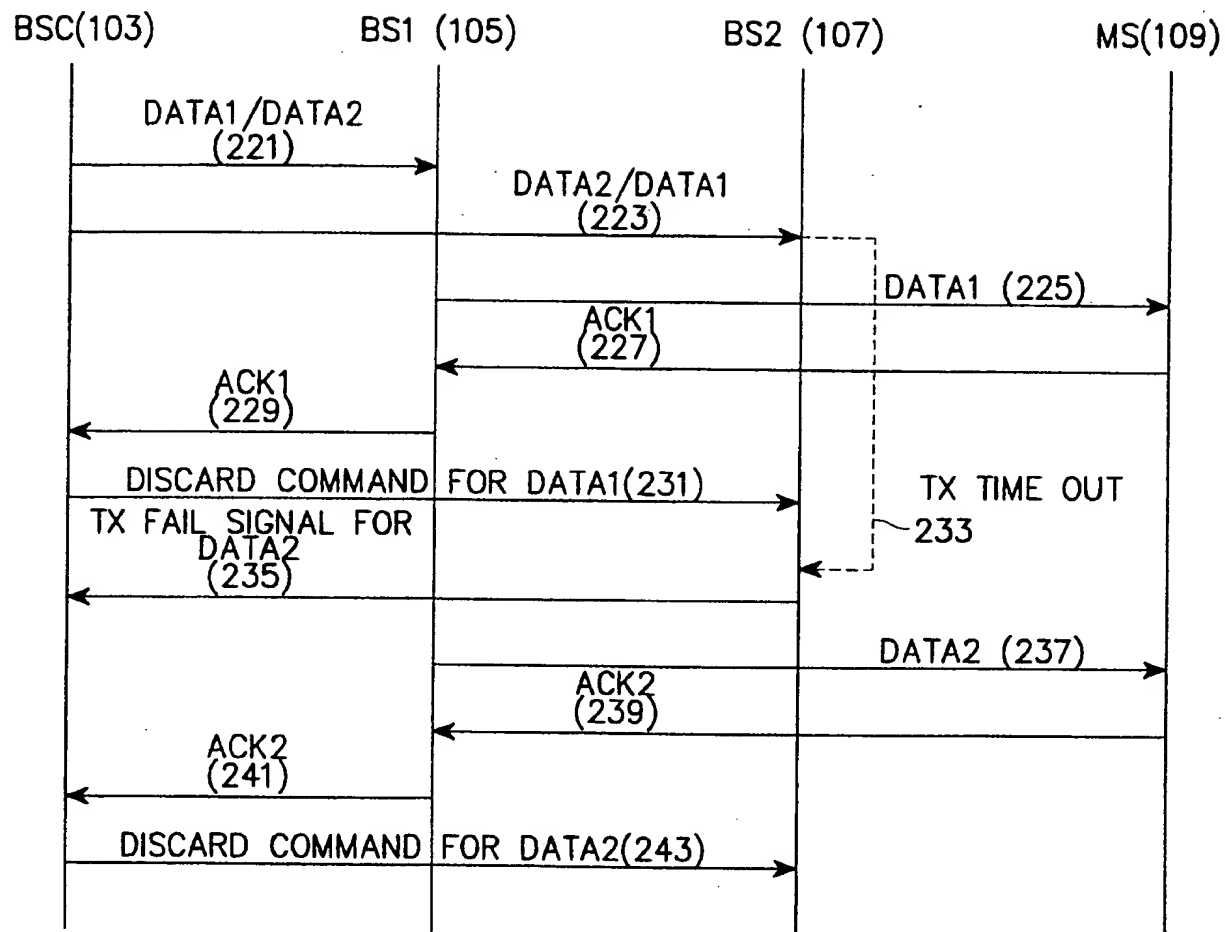 BSC(103) BS1 (105) BS2 (107) MS(109)
DATA1/DATA2
(221)
DATA2/DATA1
(223)
DATA1 (225)
ACK1
(227)
ACK1
(229)
DISCARD COMMAND FOR DATA1(231)
TX TIME OUT
233
TX FAIL SIGNAL FOR
DATA2
(235)
DATA2 (237)
ACK2
(239)
ACK2
(241)
DISCARD COMMAND FOR DATA2(243)